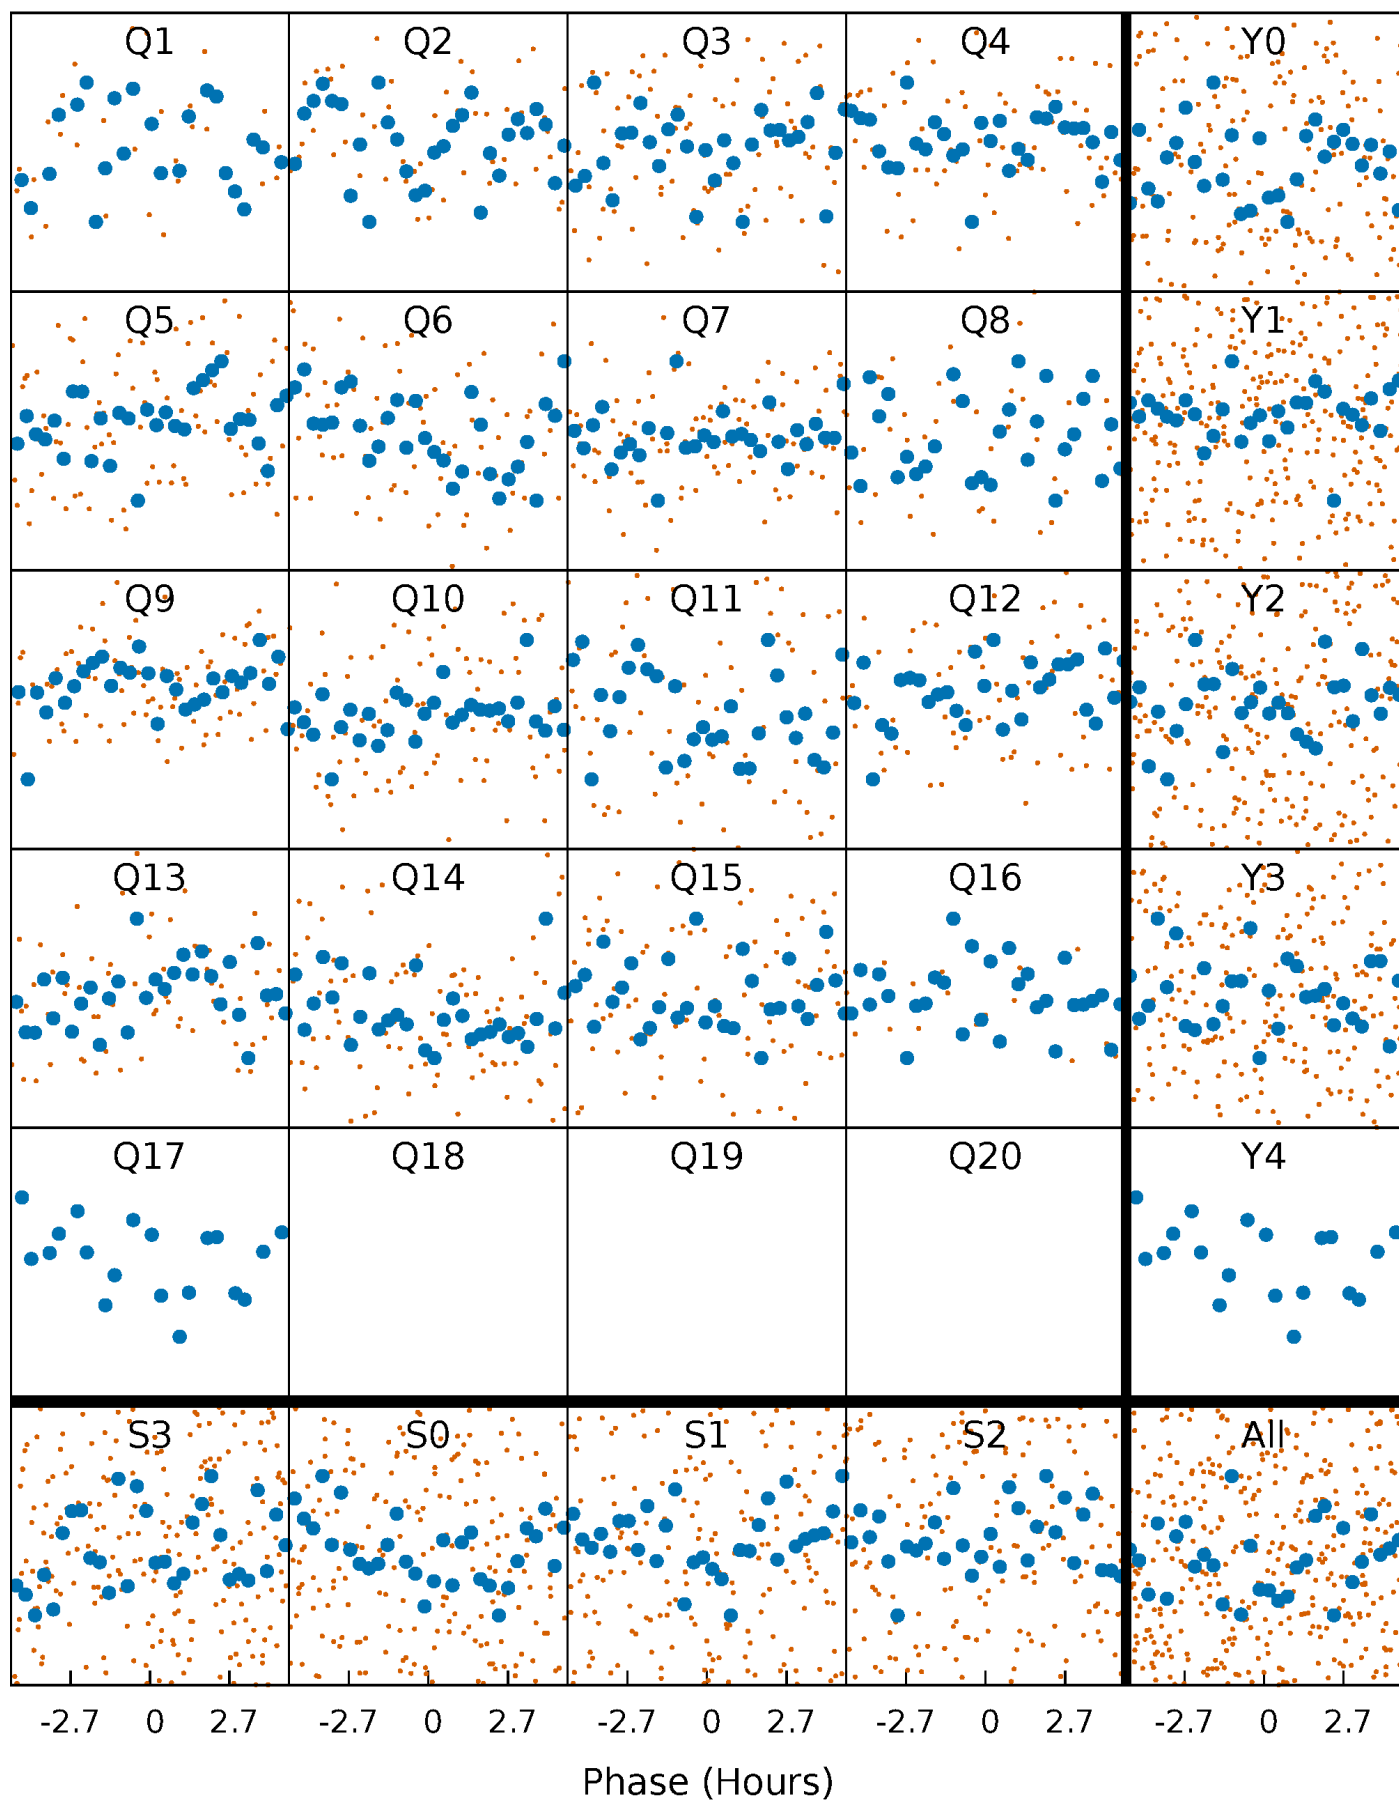 Q1 Q2 Q3 Q4 Y0
Q5 Q6 Q7 Q8 Y1
Q9 Q10 Q11 Q12 Y2
Q13 Q14 Q15 Q16 Y3
Q17 Q18 Q19 Q20 Y4
S3 S0 S1 S2 All
-2.7 0 2.7 -2.7 0 2.7 -2.7 0 2.7 -2.7 0 2.7 -2.7 0 2.7
Phase (Hours)